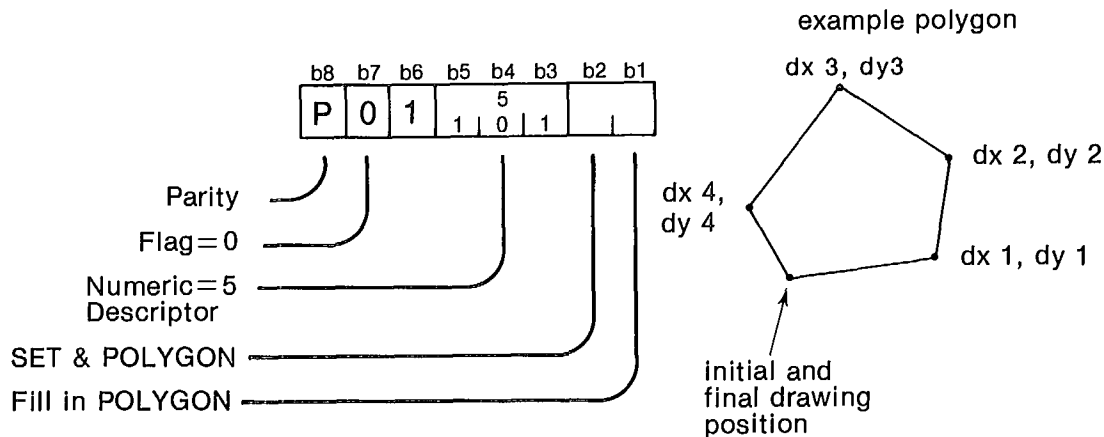 example polygon
b8 b7 b6 b5 b4 b3 b2 b1
P 0 1 5
1 0 1
Parity
Flag=0
Numeric=5
Descriptor
SET & POLYGON
Fill in POLYGON
dx 3, dy3
dx 2, dy 2
dx 4,
dy 4
dx 1, dy 1
initial and
final drawing
position